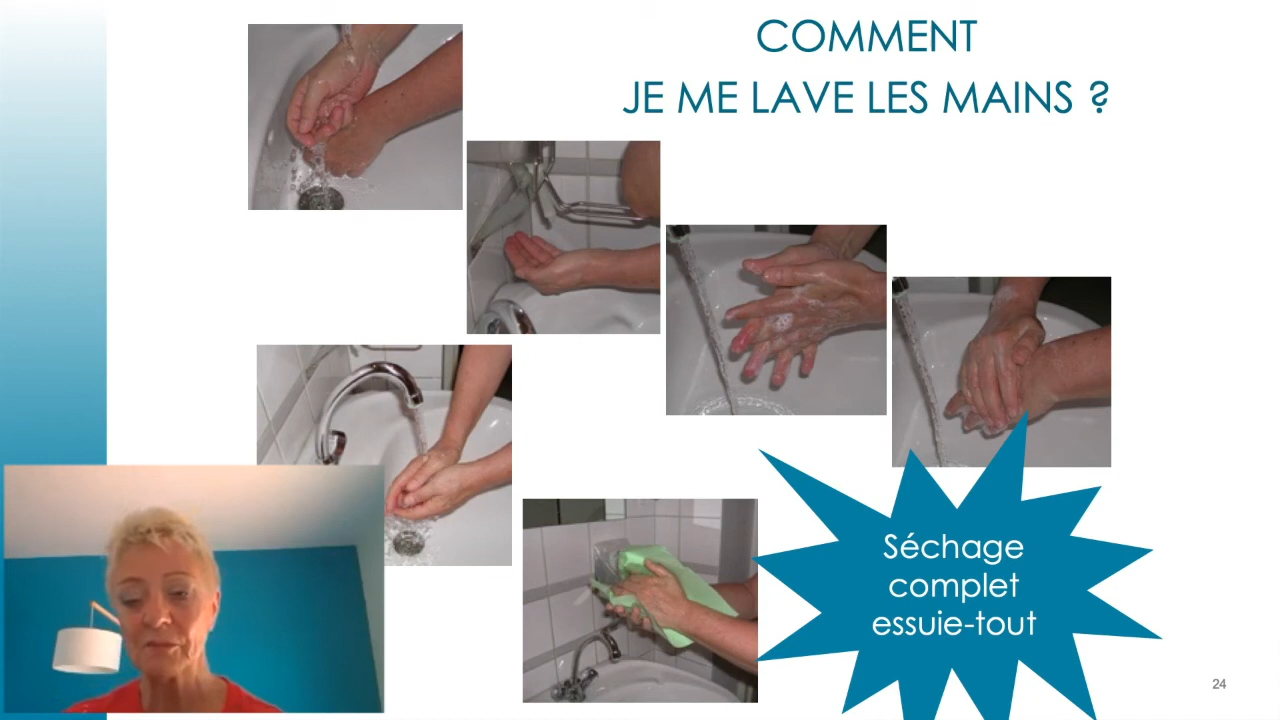 COMMENT
JE ME LAVE LES MAINS ?
Séchage
complet
essuie-tout
24